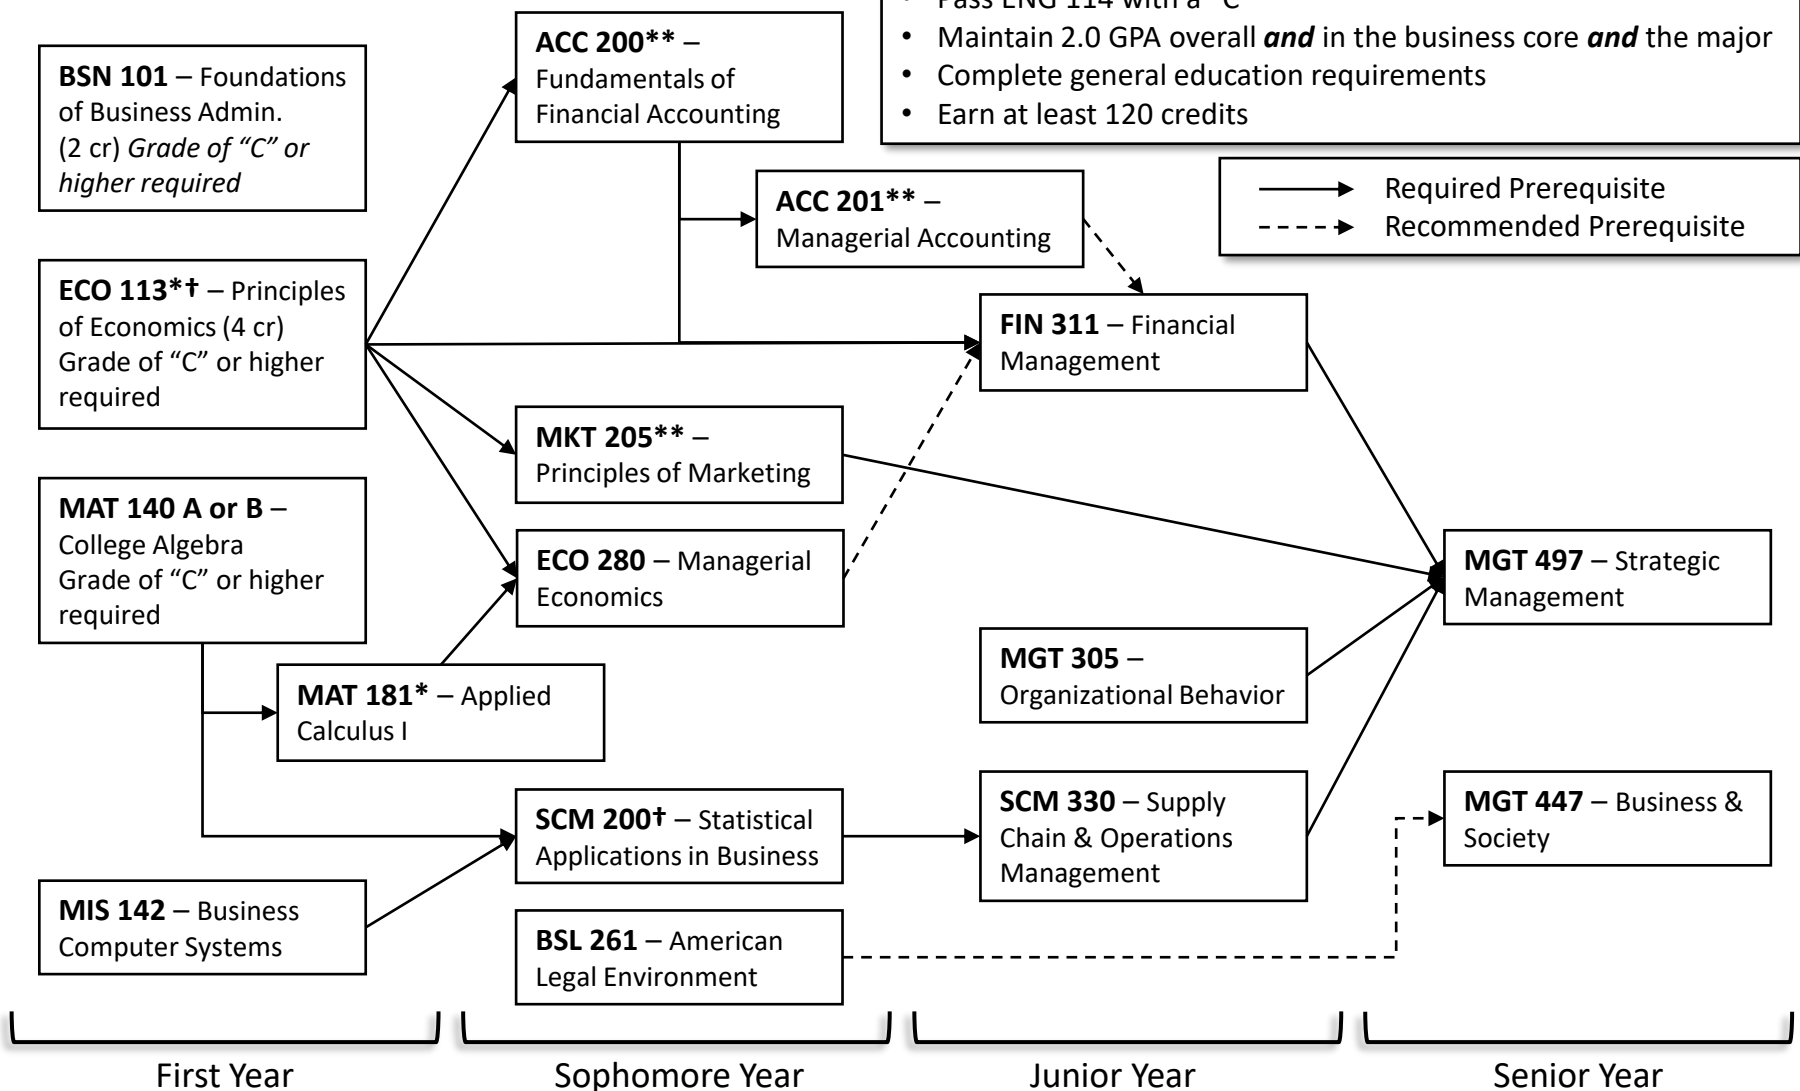 Pass ENG 114 with a "C"
• Maintain 2.0 GPA overall and in the business core and the major
• Complete general education requirements
• Earn at least 120 credits
Required Prerequisite
Recommended Prerequisite
BSN 101 – Foundations
of Business Admin.
(2 cr) Grade of “C” or
higher required
ECO 113*† – Principles
of Economics (4 cr)
Grade of “C” or higher
required
MAT 140 A or B –
College Algebra
Grade of “C” or higher
required
MAT 181* – Applied
Calculus I
MIS 142 – Business
Computer Systems
ACC 200** –
Fundamentals of
Financial Accounting
ACC 201** –
Managerial Accounting
MKT 205** –
Principles of Marketing
ECO 280 – Managerial
Economics
SCM 200† – Statistical
Applications in Business
BSL 261 – American
Legal Environment
FIN 311 – Financial
Management
MGT 305 –
Organizational Behavior
SCM 330 – Supply
Chain & Operations
Management
MGT 497 – Strategic
Management
MGT 447 – Business &
Society
First Year
Sophomore Year
Junior Year
Senior Year